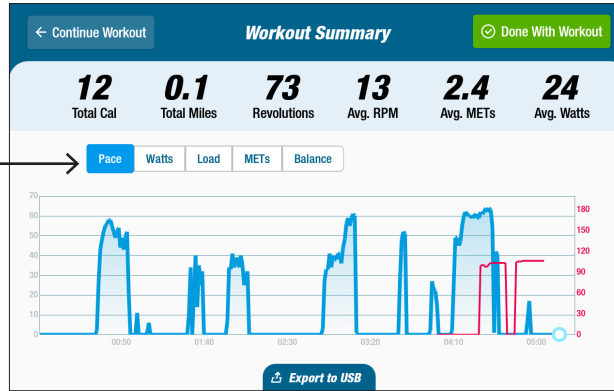 ← Continue Workout
Workout Summary
Done With Workout
12 0.1 73 13 2.4 24
Total Cal Total Miles Revolutions Avg. RPM Avg. METs Avg. Watts
Pace Watts Load METs Balance
70
60 180
50 150
40 120
30 90
20 60
10 30
0 0
00:50 01:40 02:30 03:20 04:10 05:00
Export to USB